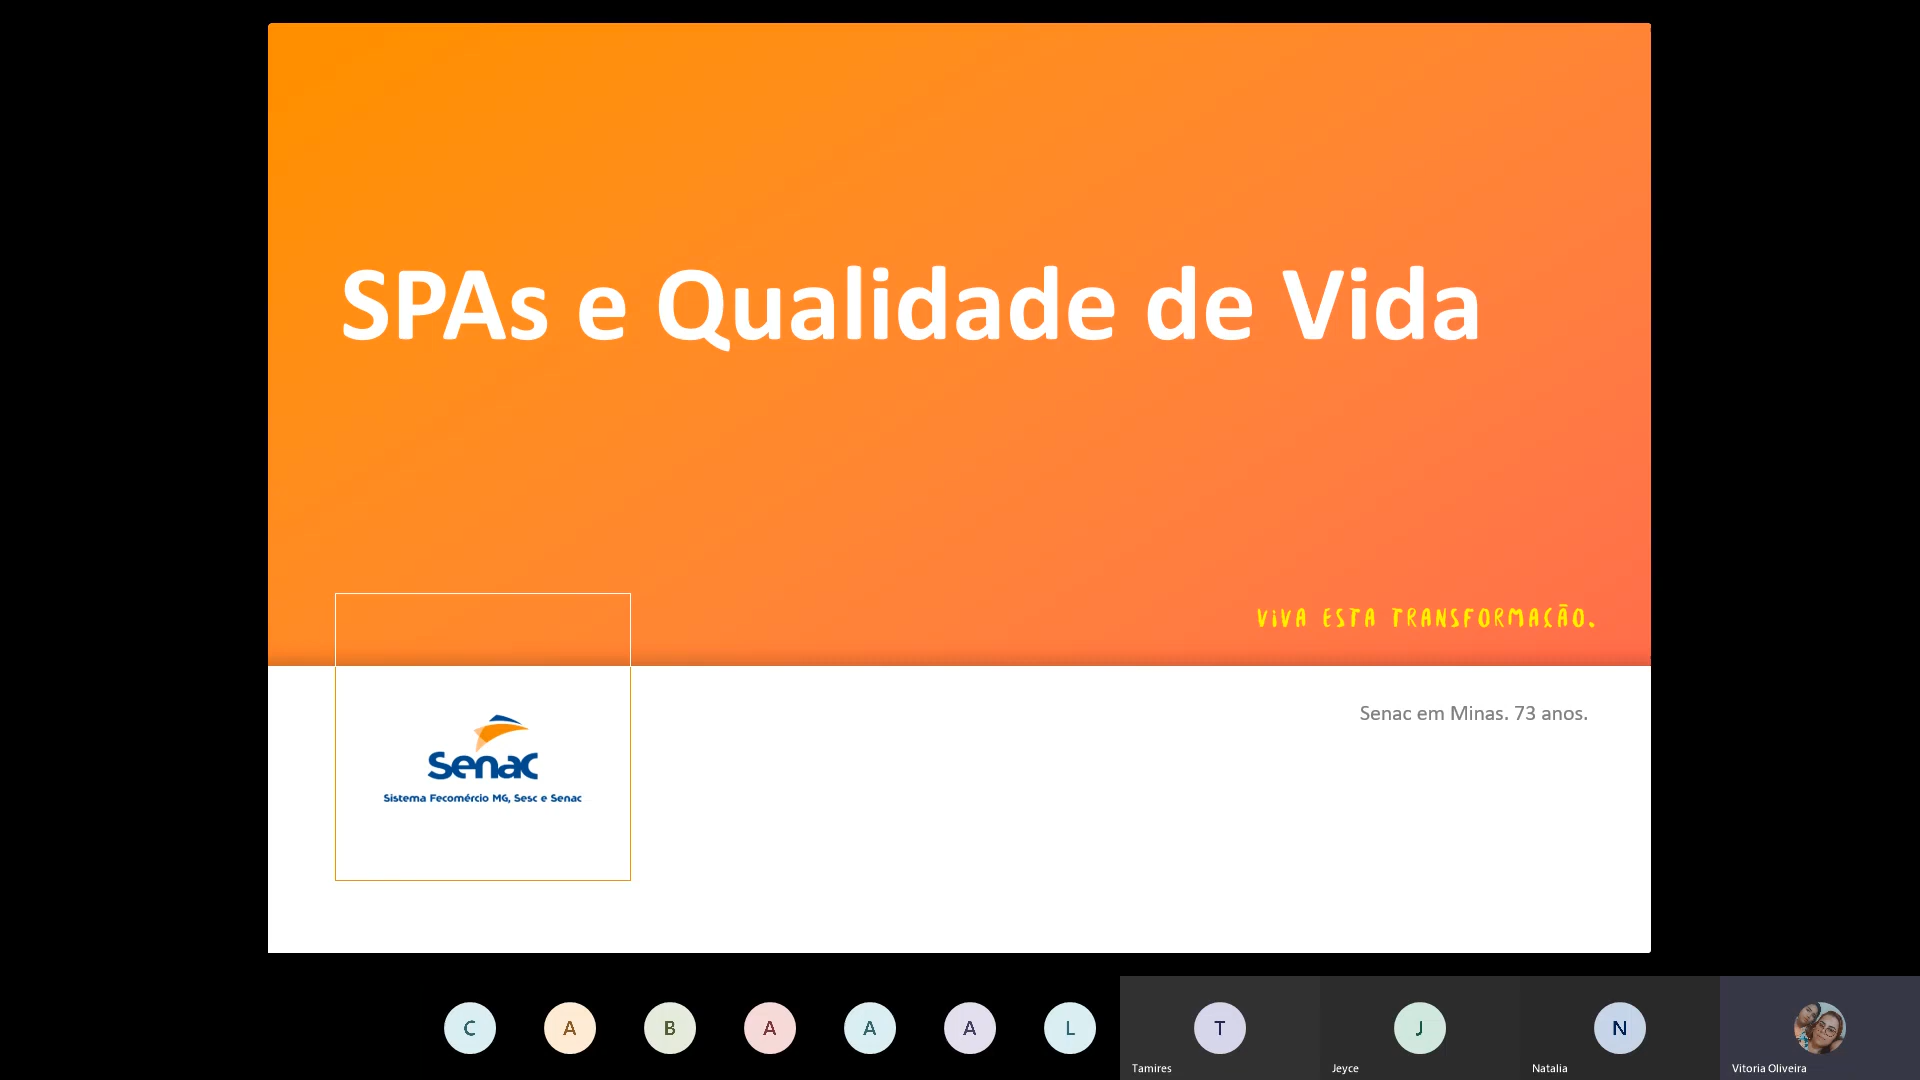 SPAs e Qualidade de Vida
VIVA ESTA TRANSFORMAÇÃO.
Senac em Minas. 73 anos.
Senac
Sistema Fecomércio MG, Sesc e Senac
C
A
B
A
A
A
L
T
J
N
Tamires
Jeyce
Natalia
Vitoria Oliveira